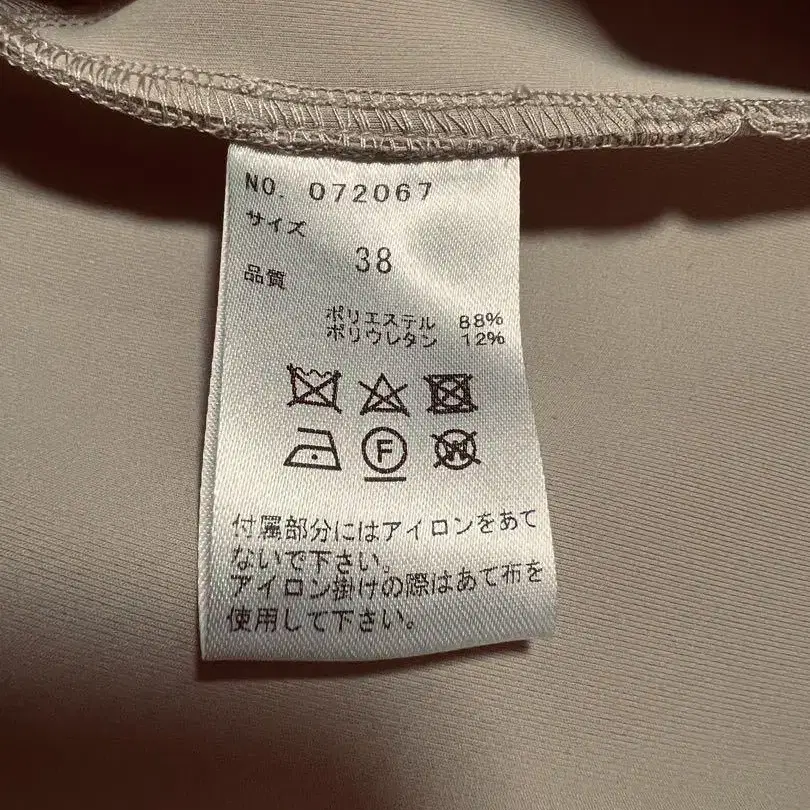 NO. 072067
サイズ
38
品質
ポリエステル 88%
ポリウレタン 12%
F
W
付属部分にはアイロンをあて
ないで下さい。
アイロン掛けの際はあて布を
使用して下さい。